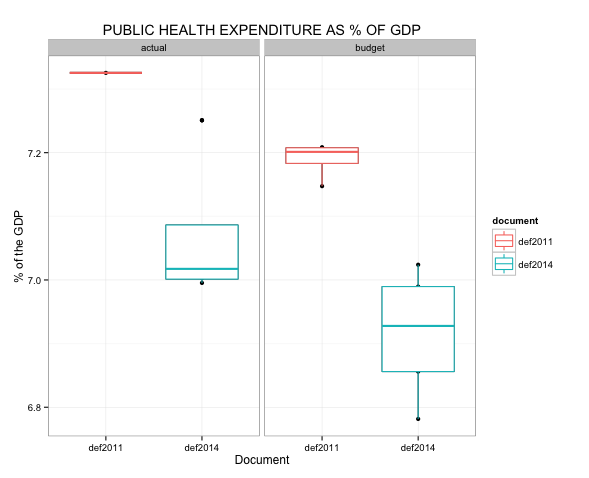 PUBLIC HEALTH EXPENDITURE AS % OF GDP
actual
budget
7.2
7.0
6.8
% of the GDP
def2011
def2014
def2011
def2014
Document
document
def2011
def2014